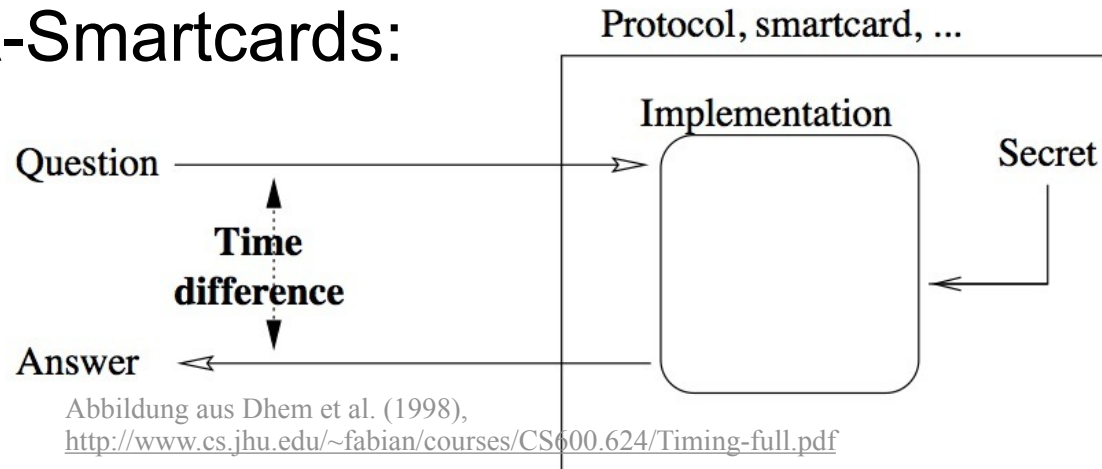 -Smartcards:
Protocol, smartcard, ...
Implementation
Secret
Question
Time
difference
Answer
Abbildung aus Dhem et al. (1998),
http://www.cs.jhu.edu/~fabian/courses/CS600.624/Timing-full.pdf